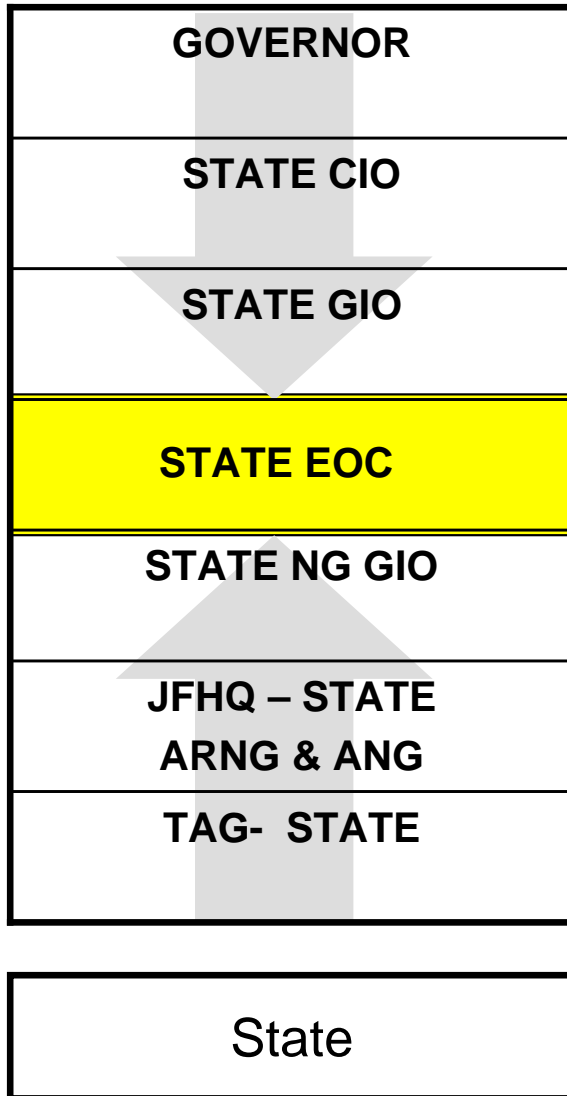 GOVERNOR
STATE CIO
STATE GIO
STATE EOC
STATE NG GIO
JFHQ – STATE
ARNG & ANG
TAG- STATE
State